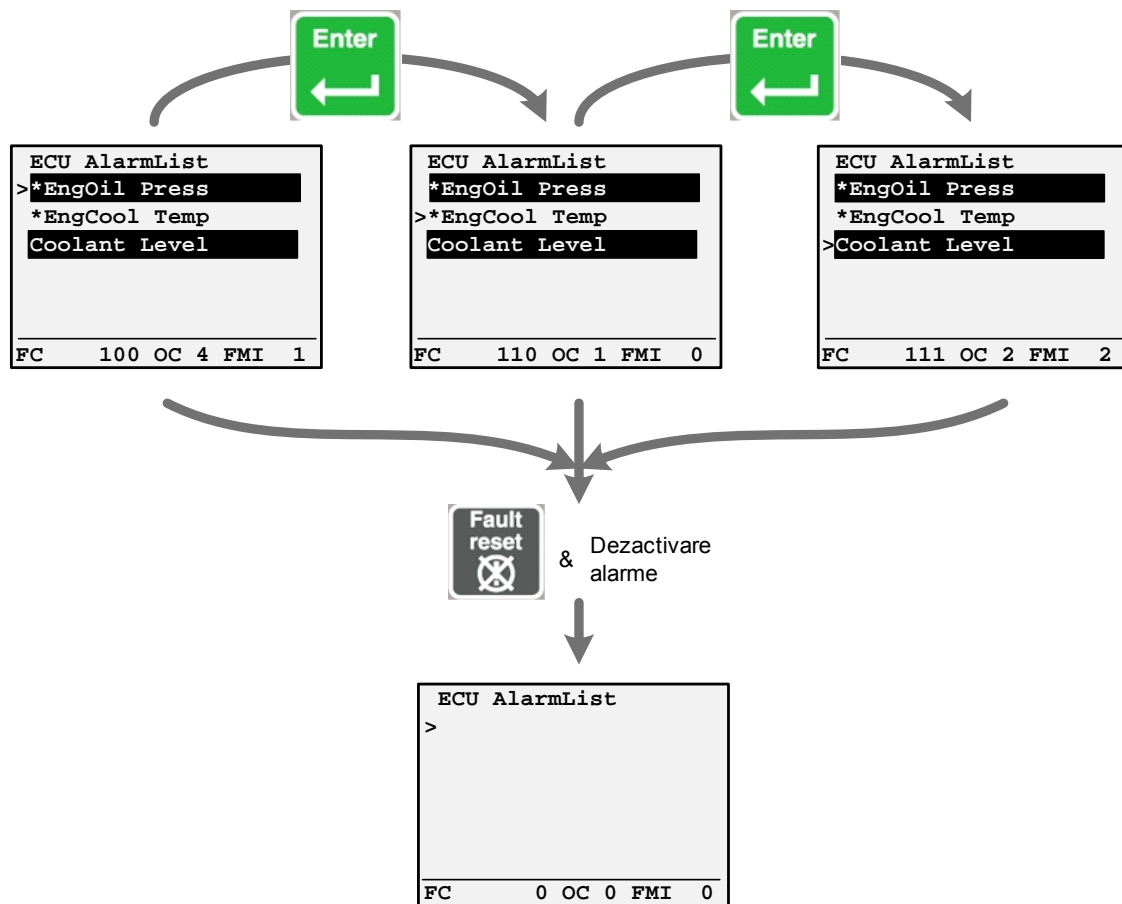 Enter
Enter
ECU AlarmList
>*EngOil Press
*EngCool Temp
Coolant Level
FC 100 OC 4 FMI 1
ECU AlarmList
*EngOil Press
>*EngCool Temp
Coolant Level
FC 110 OC 1 FMI 0
ECU AlarmList
*EngOil Press
*EngCool Temp
>Coolant Level
FC 111 OC 2 FMI 2
Fault
reset
& Dezactivare
alarme
ECU AlarmList
>
FC 0 OC 0 FMI 0